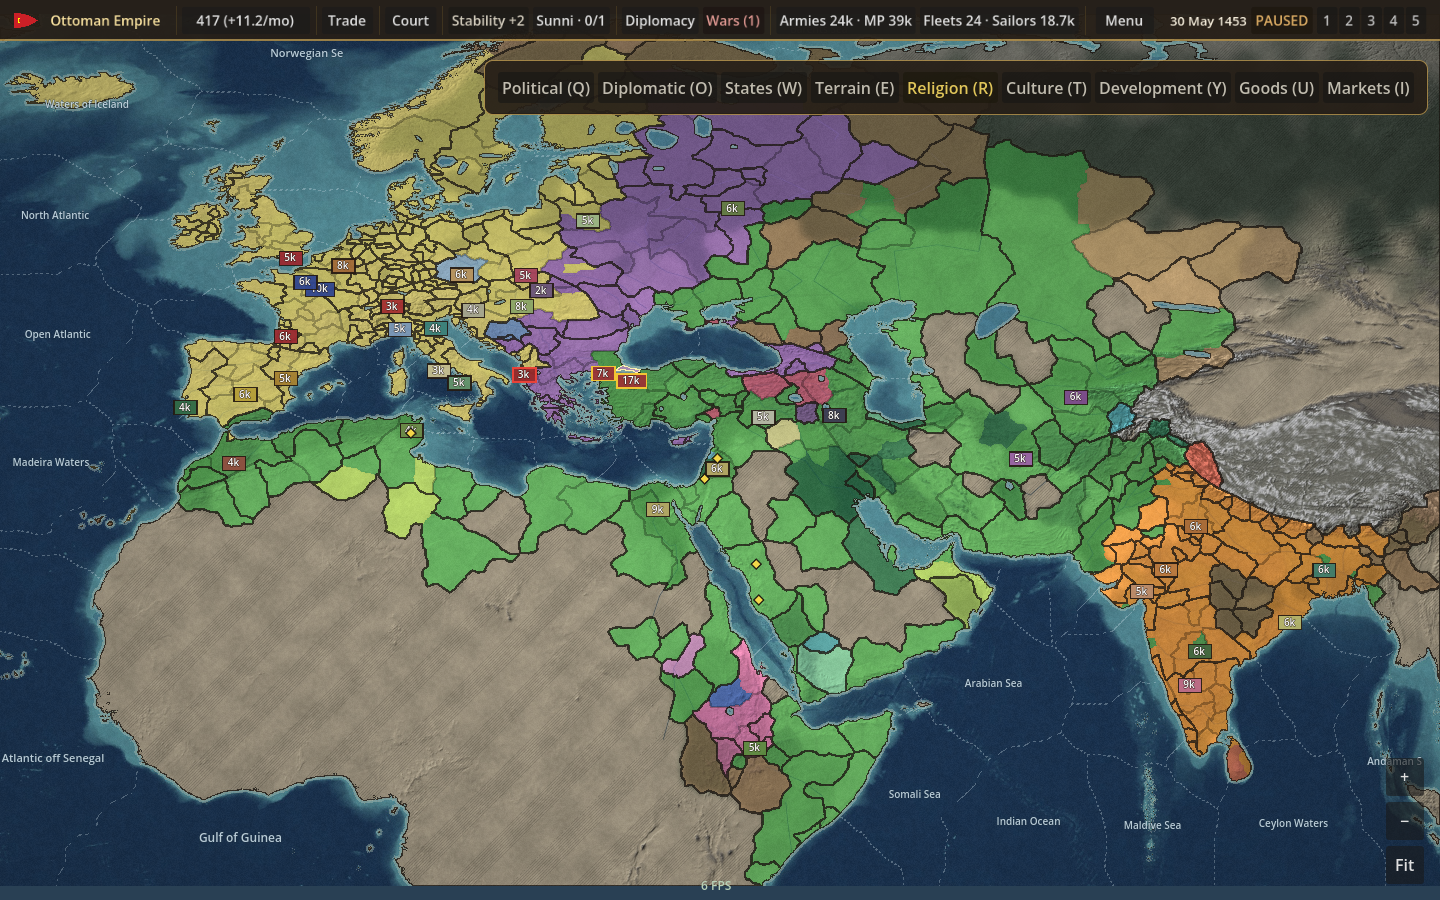 Ottoman Empire 417 (+11.2/mo) Trade Court Stability +2 Sunni · 0/1 Diplomacy Wars (1) Armies 24k · MP 39k Fleets 24 · Sailors 18.7k Menu 30 May 1453 PAUSED 1 2 3 4 5
Norwegian Se
Political (Q) Diplomatic (O) States (W) Terrain (E) Religion (R) Culture (T) Development (Y) Goods (U) Markets (I)
Waters of Iceland
North Atlantic
5k
6k
5k
8k
6k
5k
6k
2k
3k
4k
8k
Open Atlantic
5k
4k
6k
3k
5k
3k
7k
17k
5k
6k
4k
6k
5k
8k
Madeira Waters
4k
6k
5k
9k
6k
6k
5k
6k
6k
6k
9k
Arabian Sea
5k
Atlantic off Senegal
Andaman S
+
Somali Sea
Gulf of Guinea
Indian Ocean
Maldive Sea
Ceylon Waters
−
Fit
6 FPS